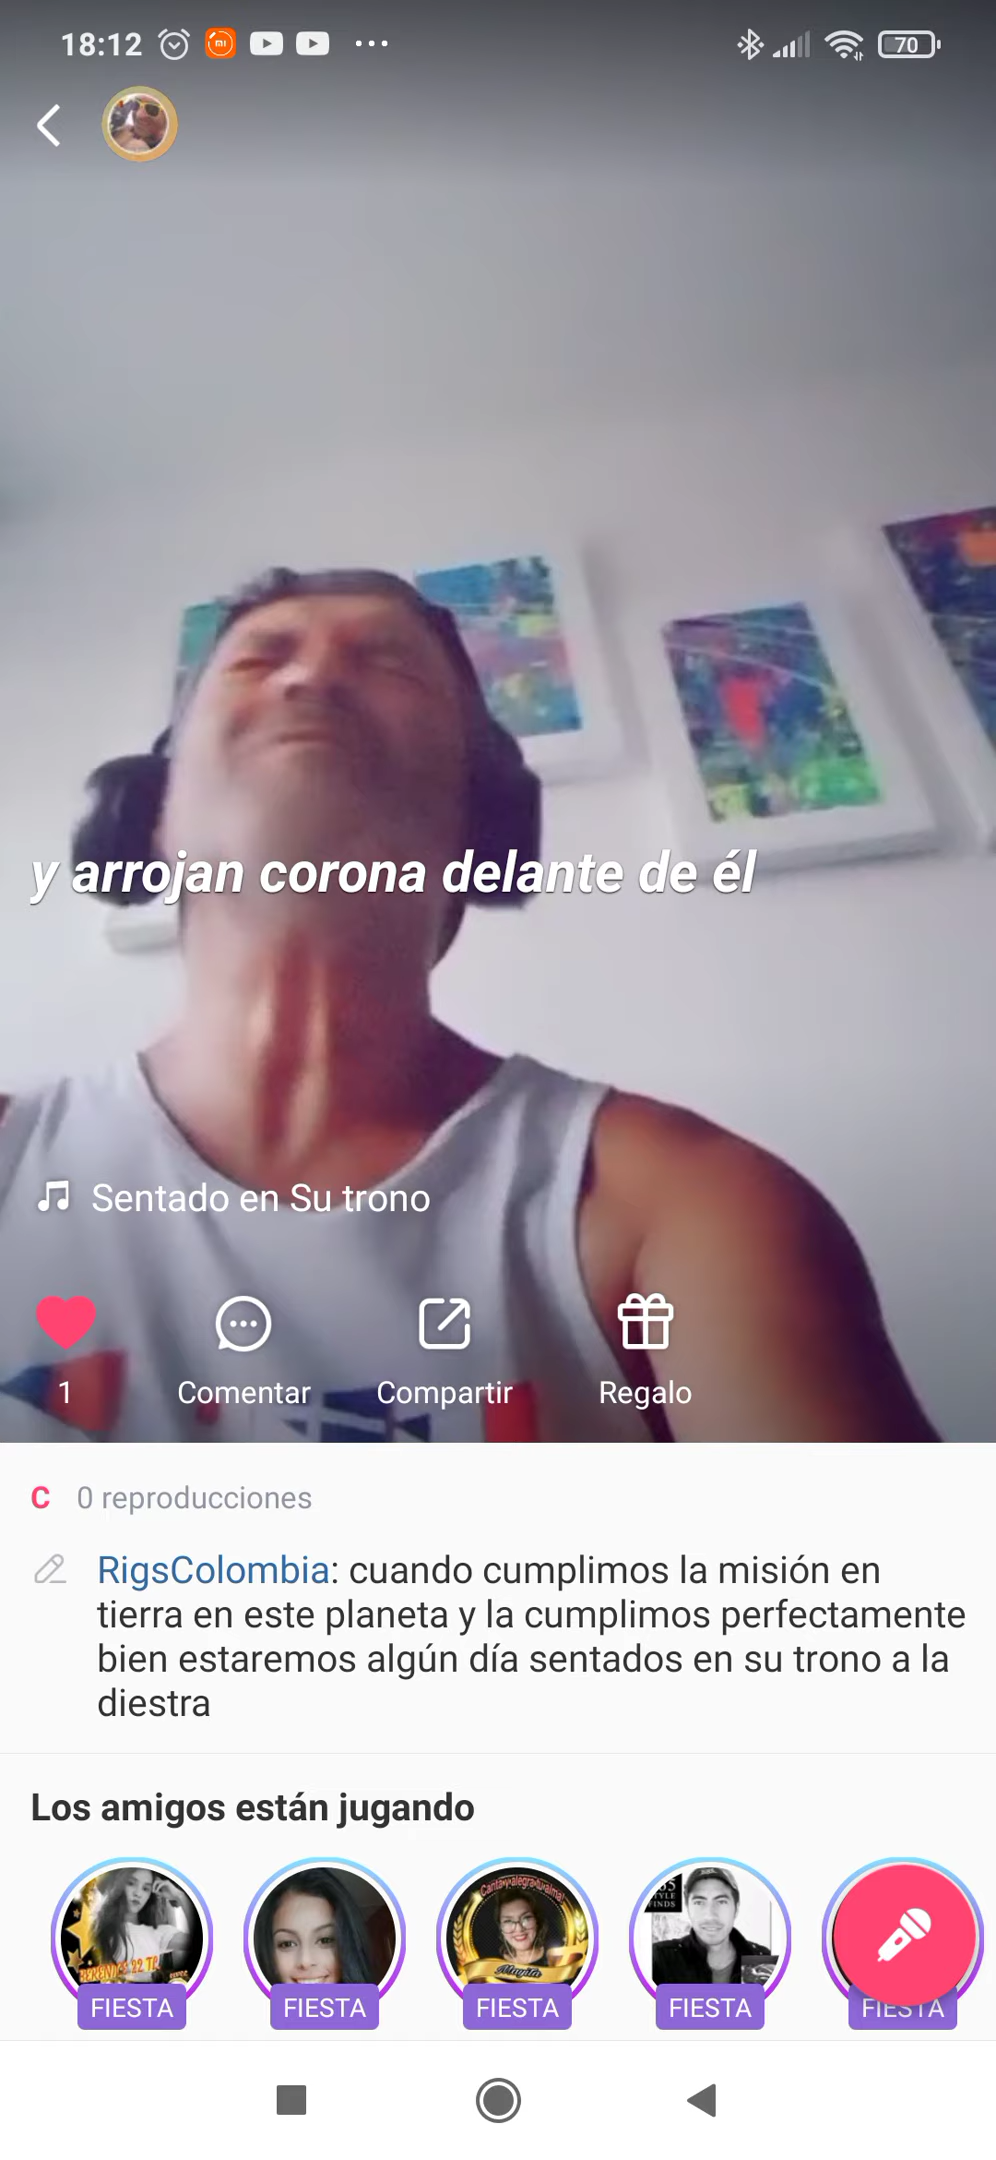 18:12
70
y arrojan corona delante de él
Sentado en Su trono
1
Comentar
Compartir
Regalo
C 0 reproducciones
RigsColombia: cuando cumplimos la misión en
tierra en este planeta y la cumplimos perfectamente
bien estaremos algún día sentados en su trono a la
diestra
Los amigos están jugando
FIESTA
FIESTA
FIESTA
FIESTA
FIESTA